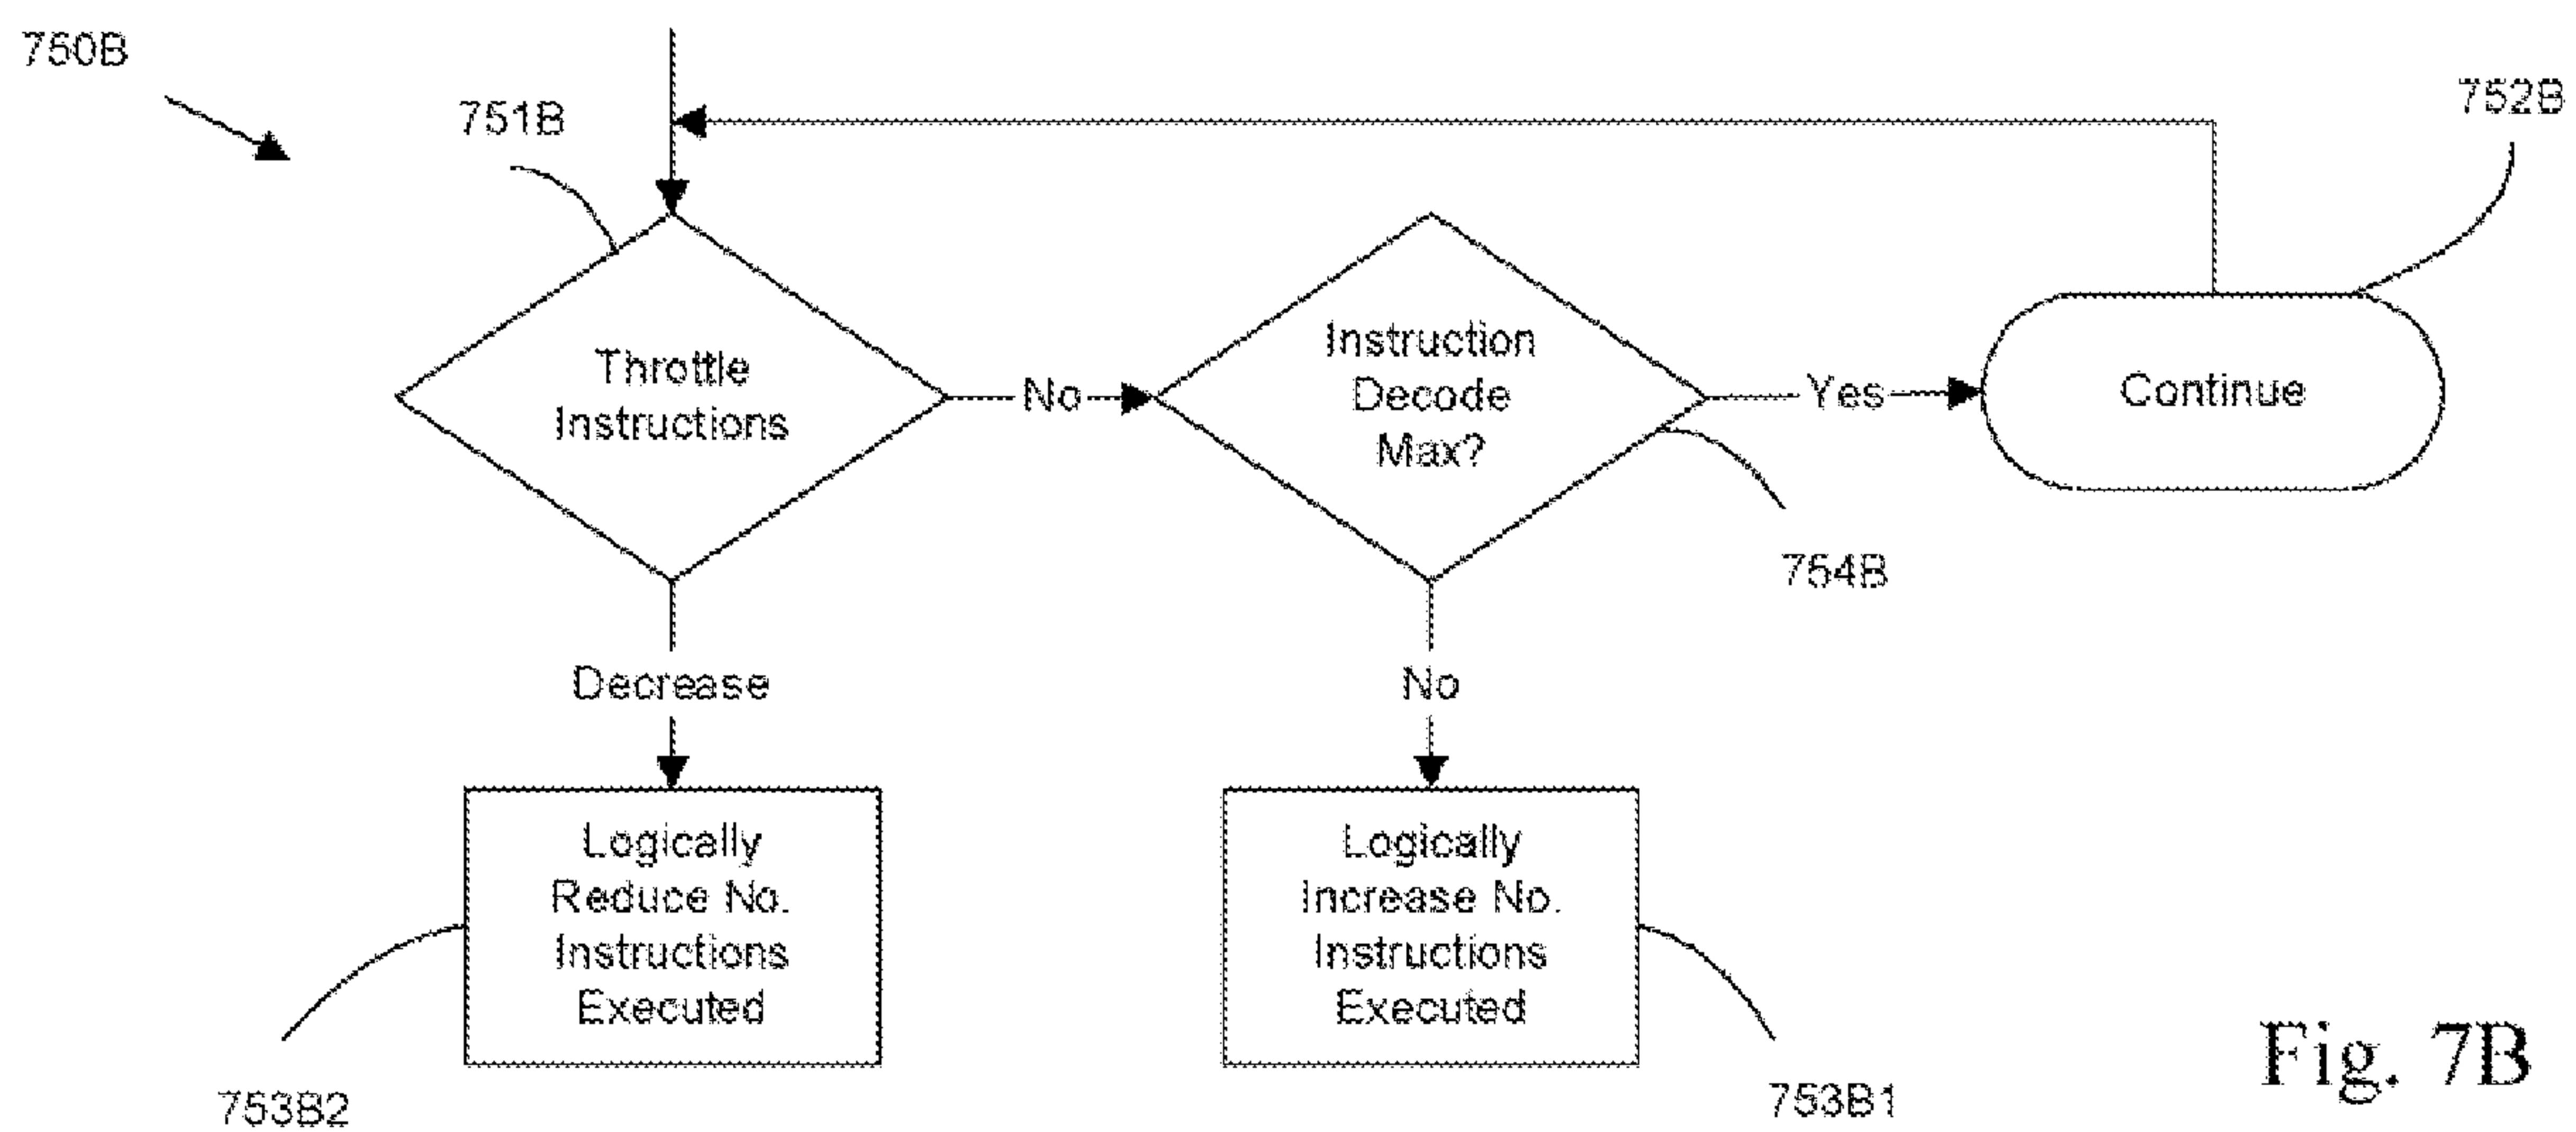 750B
751B
752B
Throttle
Instructions
No
Instruction
Decode
Max?
Yes
Continue
754B
Decrease
No
Logically
Reduce No.
Instructions
Executed
Logically
Increase No.
Instructions
Executed
753B2
753B1
Fig. 7B